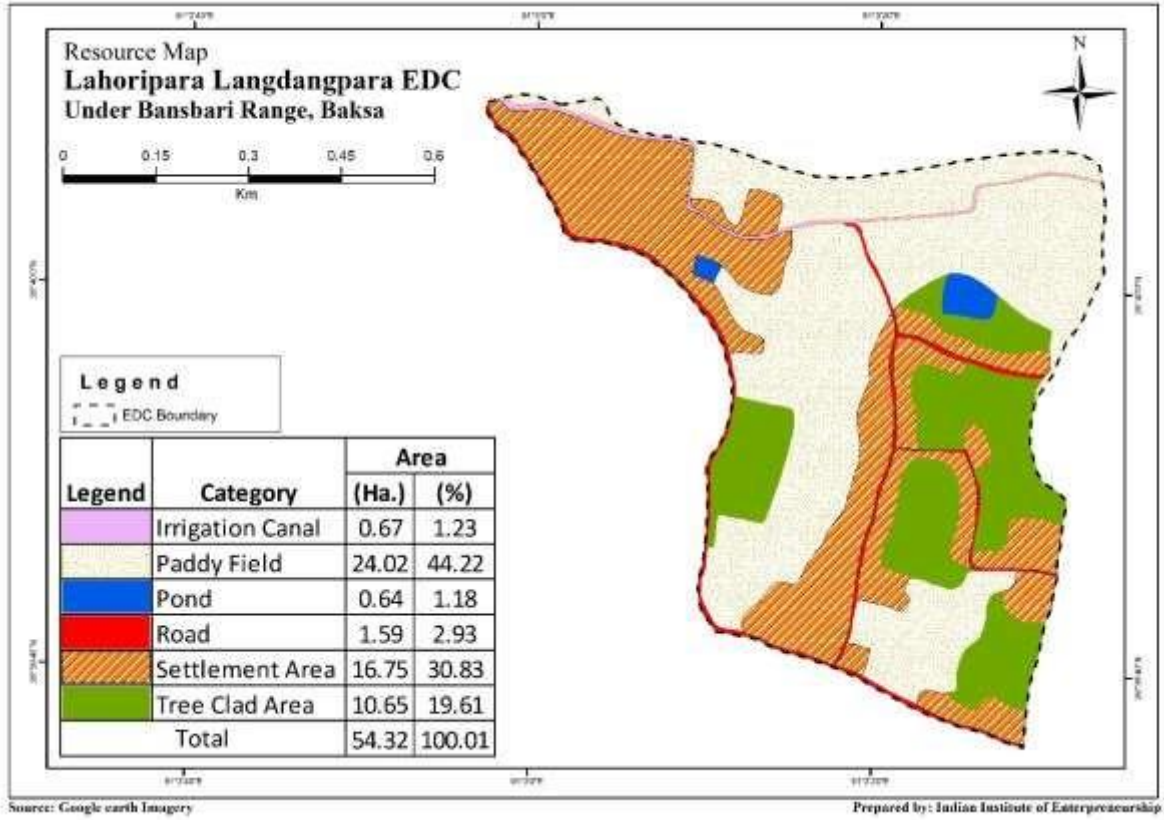 Resource Map
Lahoripara Langdangpara EDC
Under Bansbari Range, Baksa
N
0 0.15 0.3 0.45 0.6
Km
Legend
EDC Boundary
Legend Category Area
(Ha.) (%)
Irrigation Canal 0.67 1.23
Paddy Field 24.02 44.22
Pond 0.64 1.18
Road 1.59 2.93
Settlement Area 16.75 30.83
Tree Clad Area 10.65 19.61
Total 54.32 100.01
Source: Google earth Imagery
Prepared by: Indian Institute of Enterpreneurship